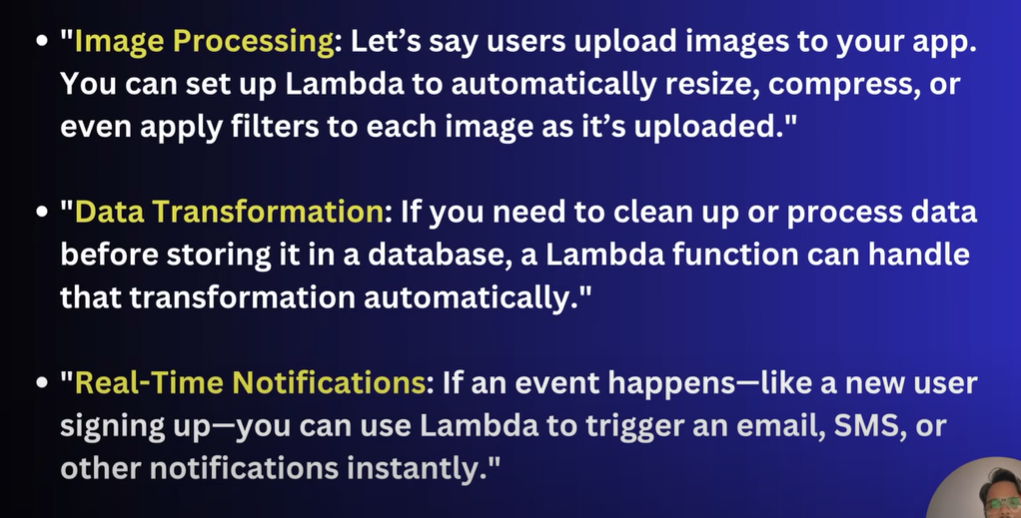 • "Image Processing: Let’s say users upload images to your app.
You can set up Lambda to automatically resize, compress, or
even apply filters to each image as it’s uploaded."
• "Data Transformation: If you need to clean up or process data
before storing it in a database, a Lambda function can handle
that transformation automatically."
• "Real-Time Notifications: If an event happens—like a new user
signing up—you can use Lambda to trigger an email, SMS, or
other notifications instantly."